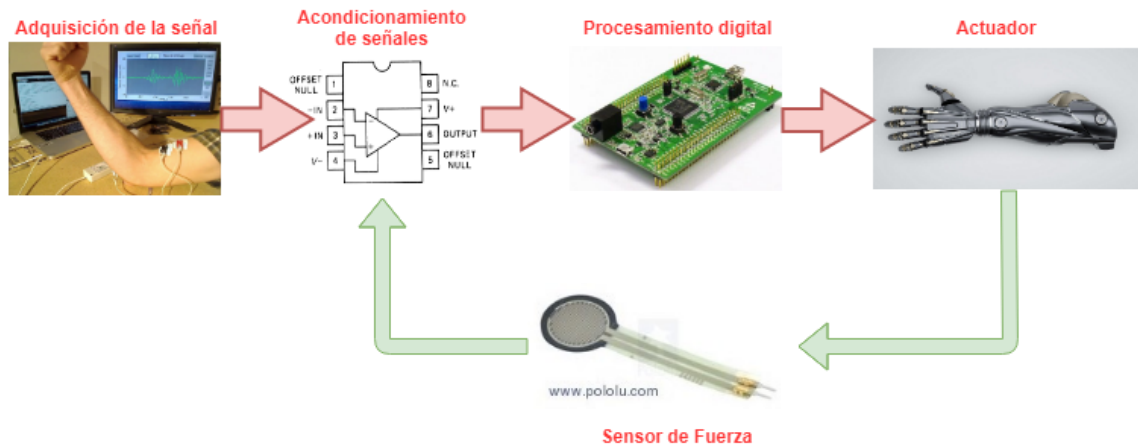 Adquisición de la señal
Acondicionamiento
de señales
Procesamiento digital
Actuador
OFFSET
NULL
1
8
N.C.
-IN
2
7
V+
+IN
3
6
OUTPUT
V-
4
5
OFFSET
NULL
www.pololu.com
Sensor de Fuerza